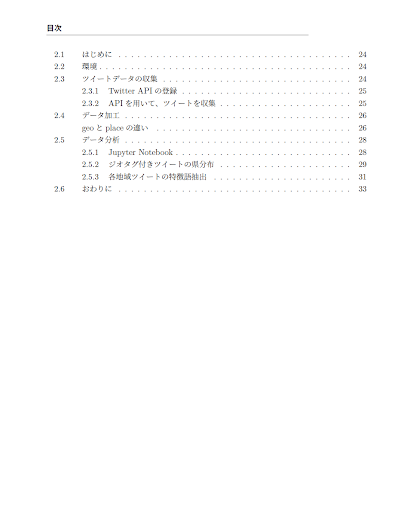 目次
2.1 はじめに . . . . . . . . . . . . . . . . . . . . . . . . . . . . . . . . . . . . 24
2.2 環境 . . . . . . . . . . . . . . . . . . . . . . . . . . . . . . . . . . . . . . 24
2.3 ツイートデータの収集 . . . . . . . . . . . . . . . . . . . . . . . . . . . . . 24
2.3.1 Twitter API の登録 . . . . . . . . . . . . . . . . . . . . . . . . . . 25
2.3.2 API を用いて、ツイートを収集 . . . . . . . . . . . . . . . . . . . . 25
2.4 データ加工 . . . . . . . . . . . . . . . . . . . . . . . . . . . . . . . . . . . 26
geo と place の違い . . . . . . . . . . . . . . . . . . . . . . . . . . . . . . 26
2.5 データ分析 . . . . . . . . . . . . . . . . . . . . . . . . . . . . . . . . . . . 28
2.5.1 Jupyter Notebook . . . . . . . . . . . . . . . . . . . . . . . . . . . 28
2.5.2 ジオタグ付きツイートの県分布 . . . . . . . . . . . . . . . . . . . . . 29
2.5.3 各地域ツイートの特徴語抽出 . . . . . . . . . . . . . . . . . . . . . 31
2.6 おわりに . . . . . . . . . . . . . . . . . . . . . . . . . . . . . . . . . . . . 33